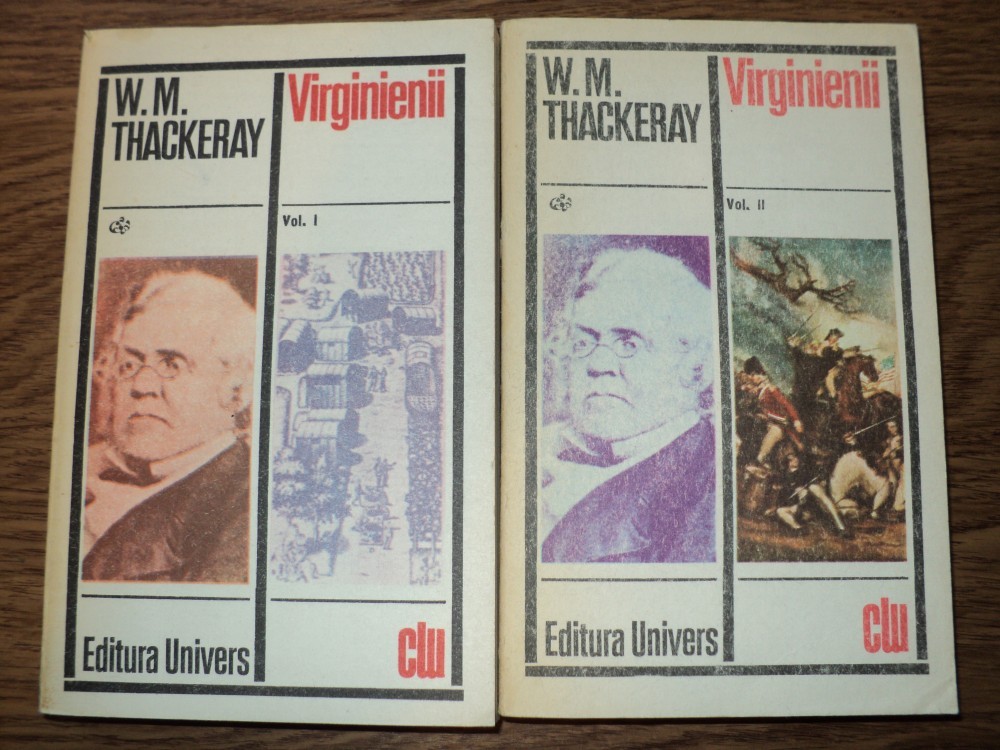 W. M.
THACKERAY
Virginienii
Vol. I
Editura Univers
clu
W. M.
THACKERAY
Virginienii
Vol. II
Editura Univers
clu